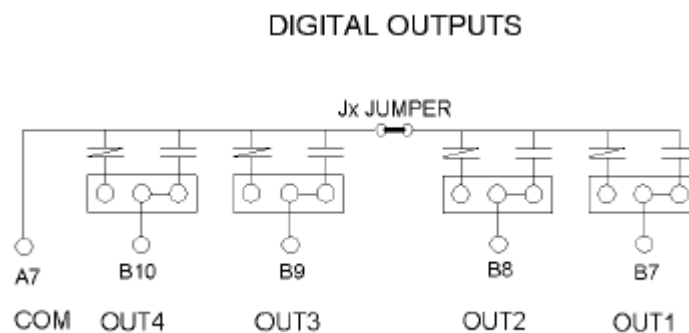 DIGITAL OUTPUTS
Jx JUMPER
A7 B10 B9 B8 B7
COM OUT4 OUT3 OUT2 OUT1